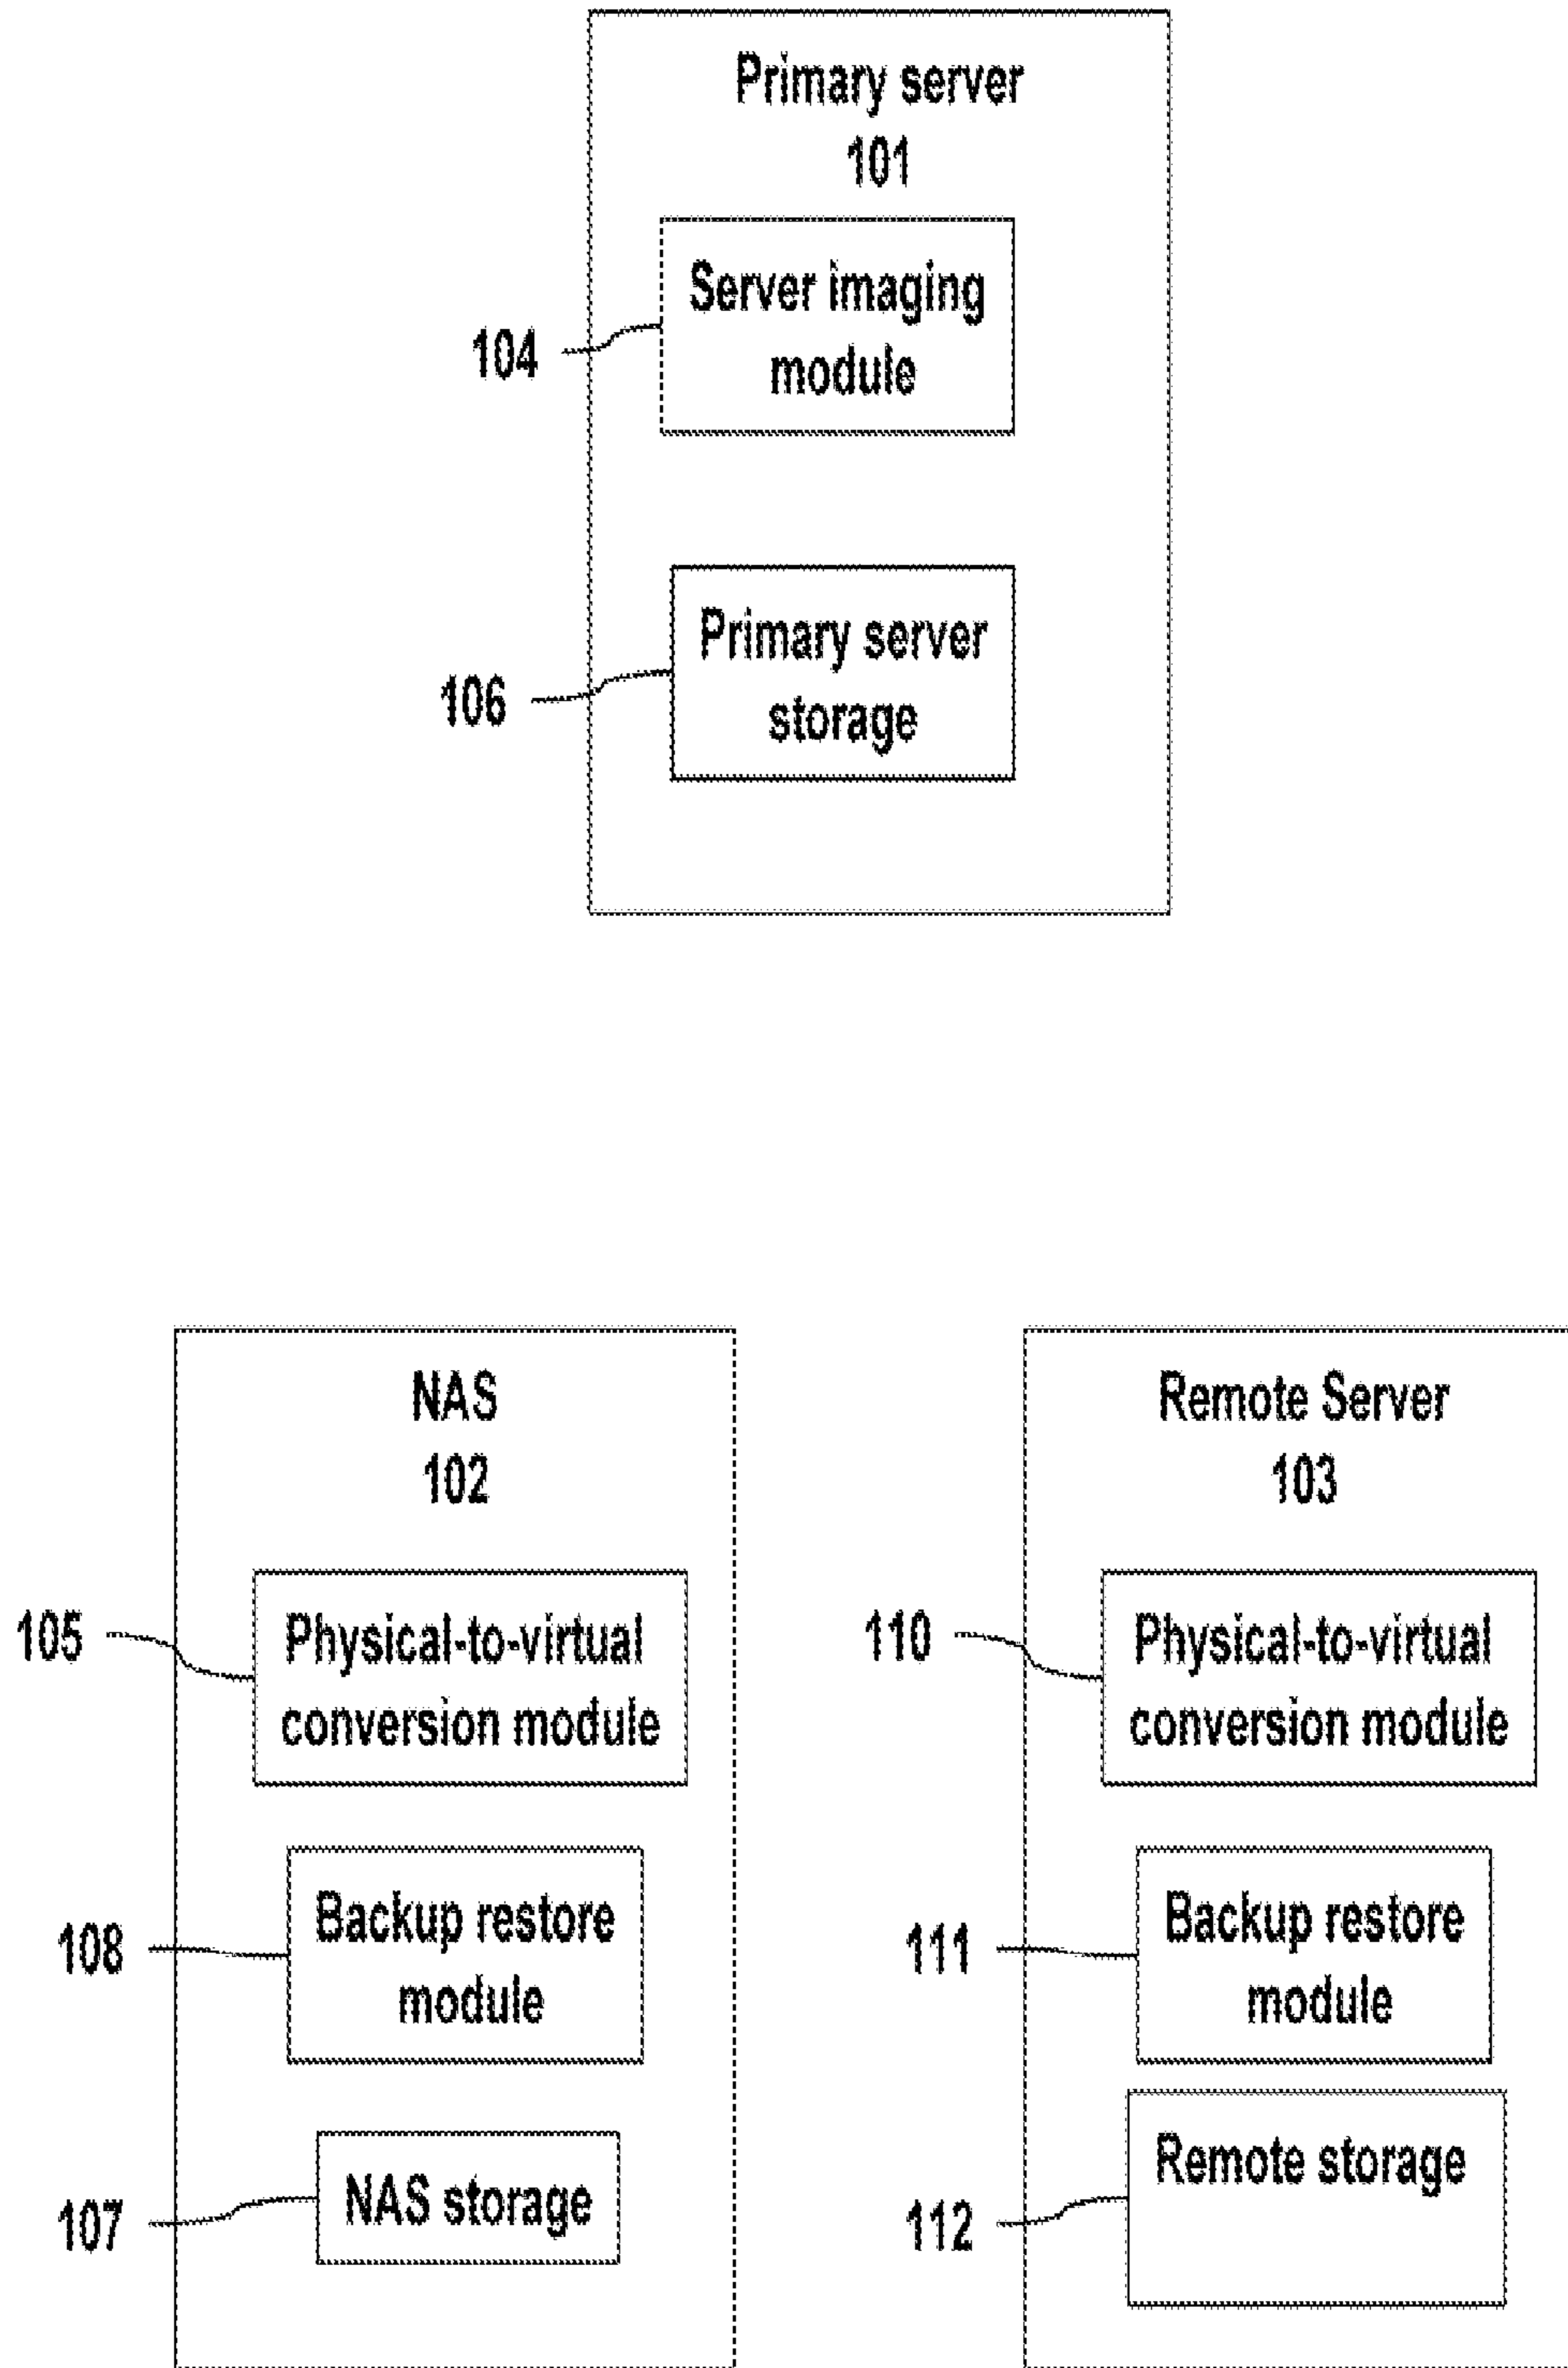 Primary server
101
Server imaging
module
104
Primary server
storage
106
NAS
102
Physical-to-virtual
conversion module
105
Backup restore
module
108
NAS storage
107
Remote Server
103
Physical-to-virtual
conversion module
110
Backup restore
module
111
Remote storage
112